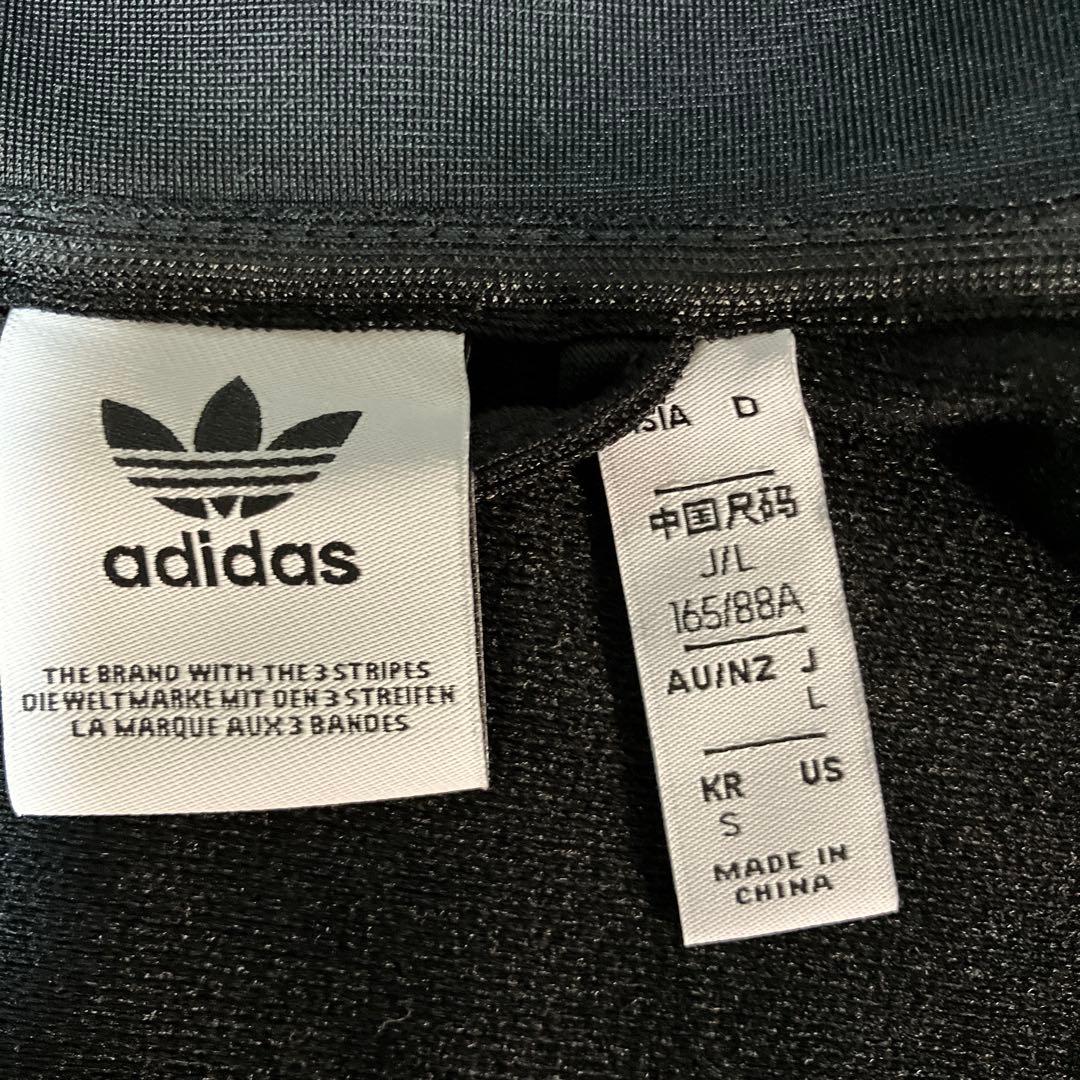 adidas
THE BRAND WITH THE 3 STRIPES
DIE WELTMARKE MIT DEN 3 STREIFEN
LA MARQUE AUX 3 BANDES
SIA D
中国尺码
J/L
165/88A
AU/NZ J
L
KR US
S
MADE IN
CHINA